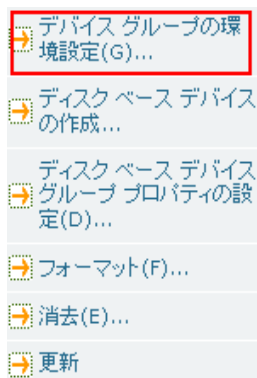 デバイス グループの環
境設定(G)...
ディスク ベース デバイス
の作成...
ディスク ベース デバイス
グループ プロパティの設
定(D)...
フォーマット(F)...
消去(E)...
更新